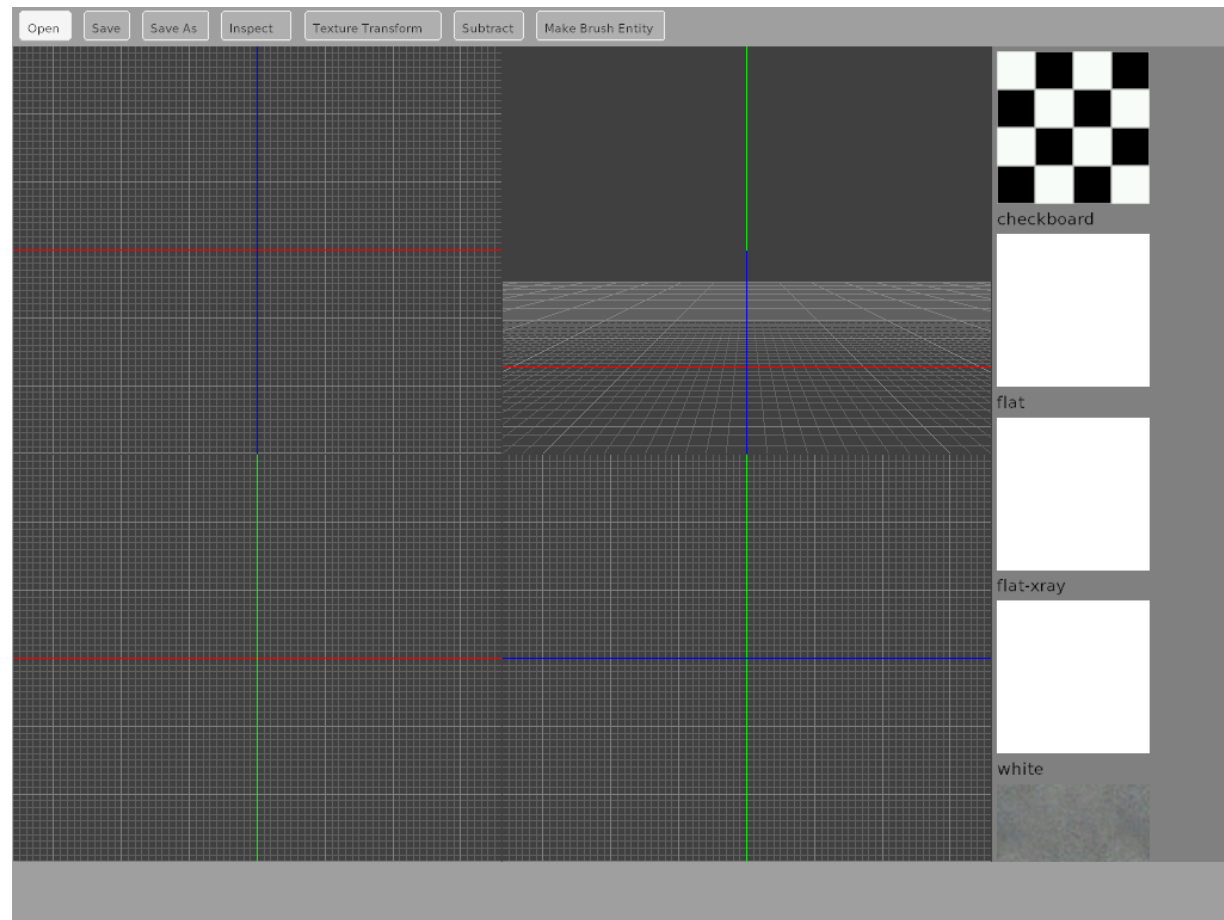 Open Save Save As Inspect Texture Transform Subtract Make Brush Entity
checkboard
flat
flat-xray
white